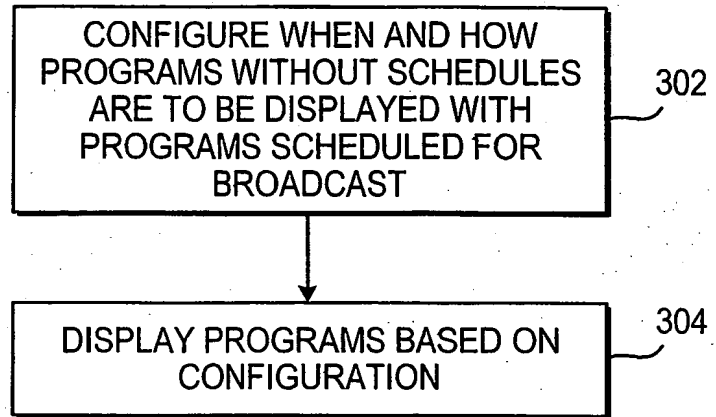 CONFIGURE WHEN AND HOW
PROGRAMS WITHOUT SCHEDULES
ARE TO BE DISPLAYED WITH
PROGRAMS SCHEDULED FOR
BROADCAST
302
DISPLAY PROGRAMS BASED ON
CONFIGURATION
304